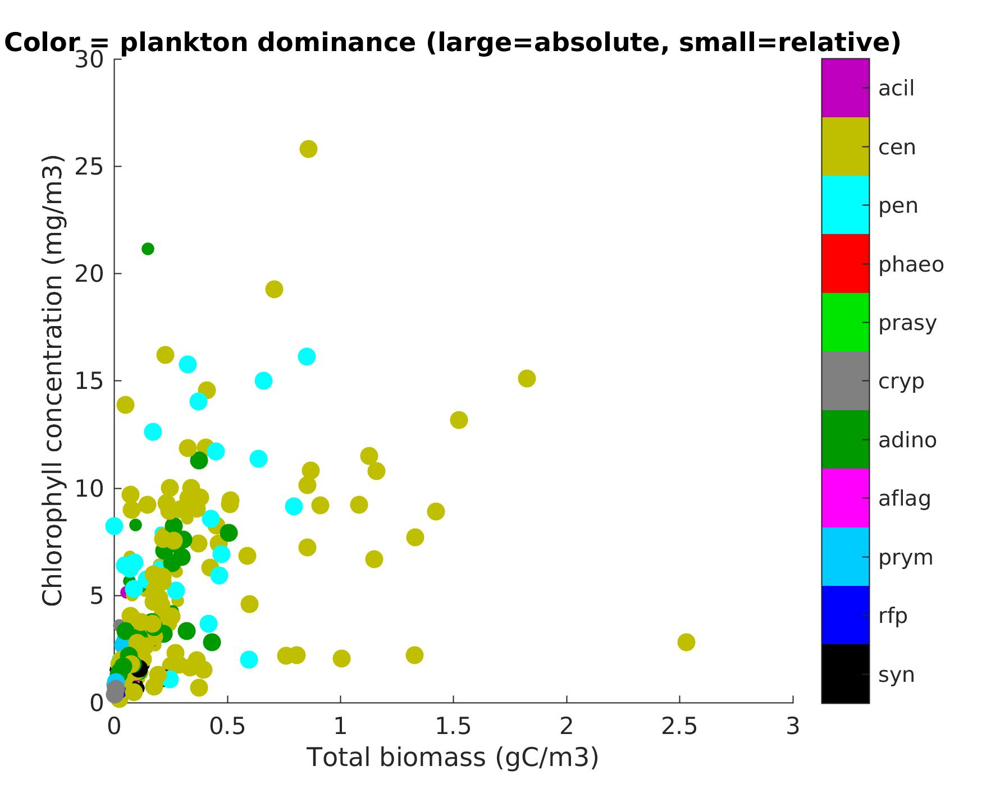 Color = plankton dominance (large=absolute, small=relative)
30
25
20
15
10
5
0
Chlorophyll concentration (mg/m3)
0 0.5 1 1.5 2 2.5 3
Total biomass (gC/m3)
acil
cen
pen
phaeo
prasy
cryp
adino
aflag
prym
rfp
syn